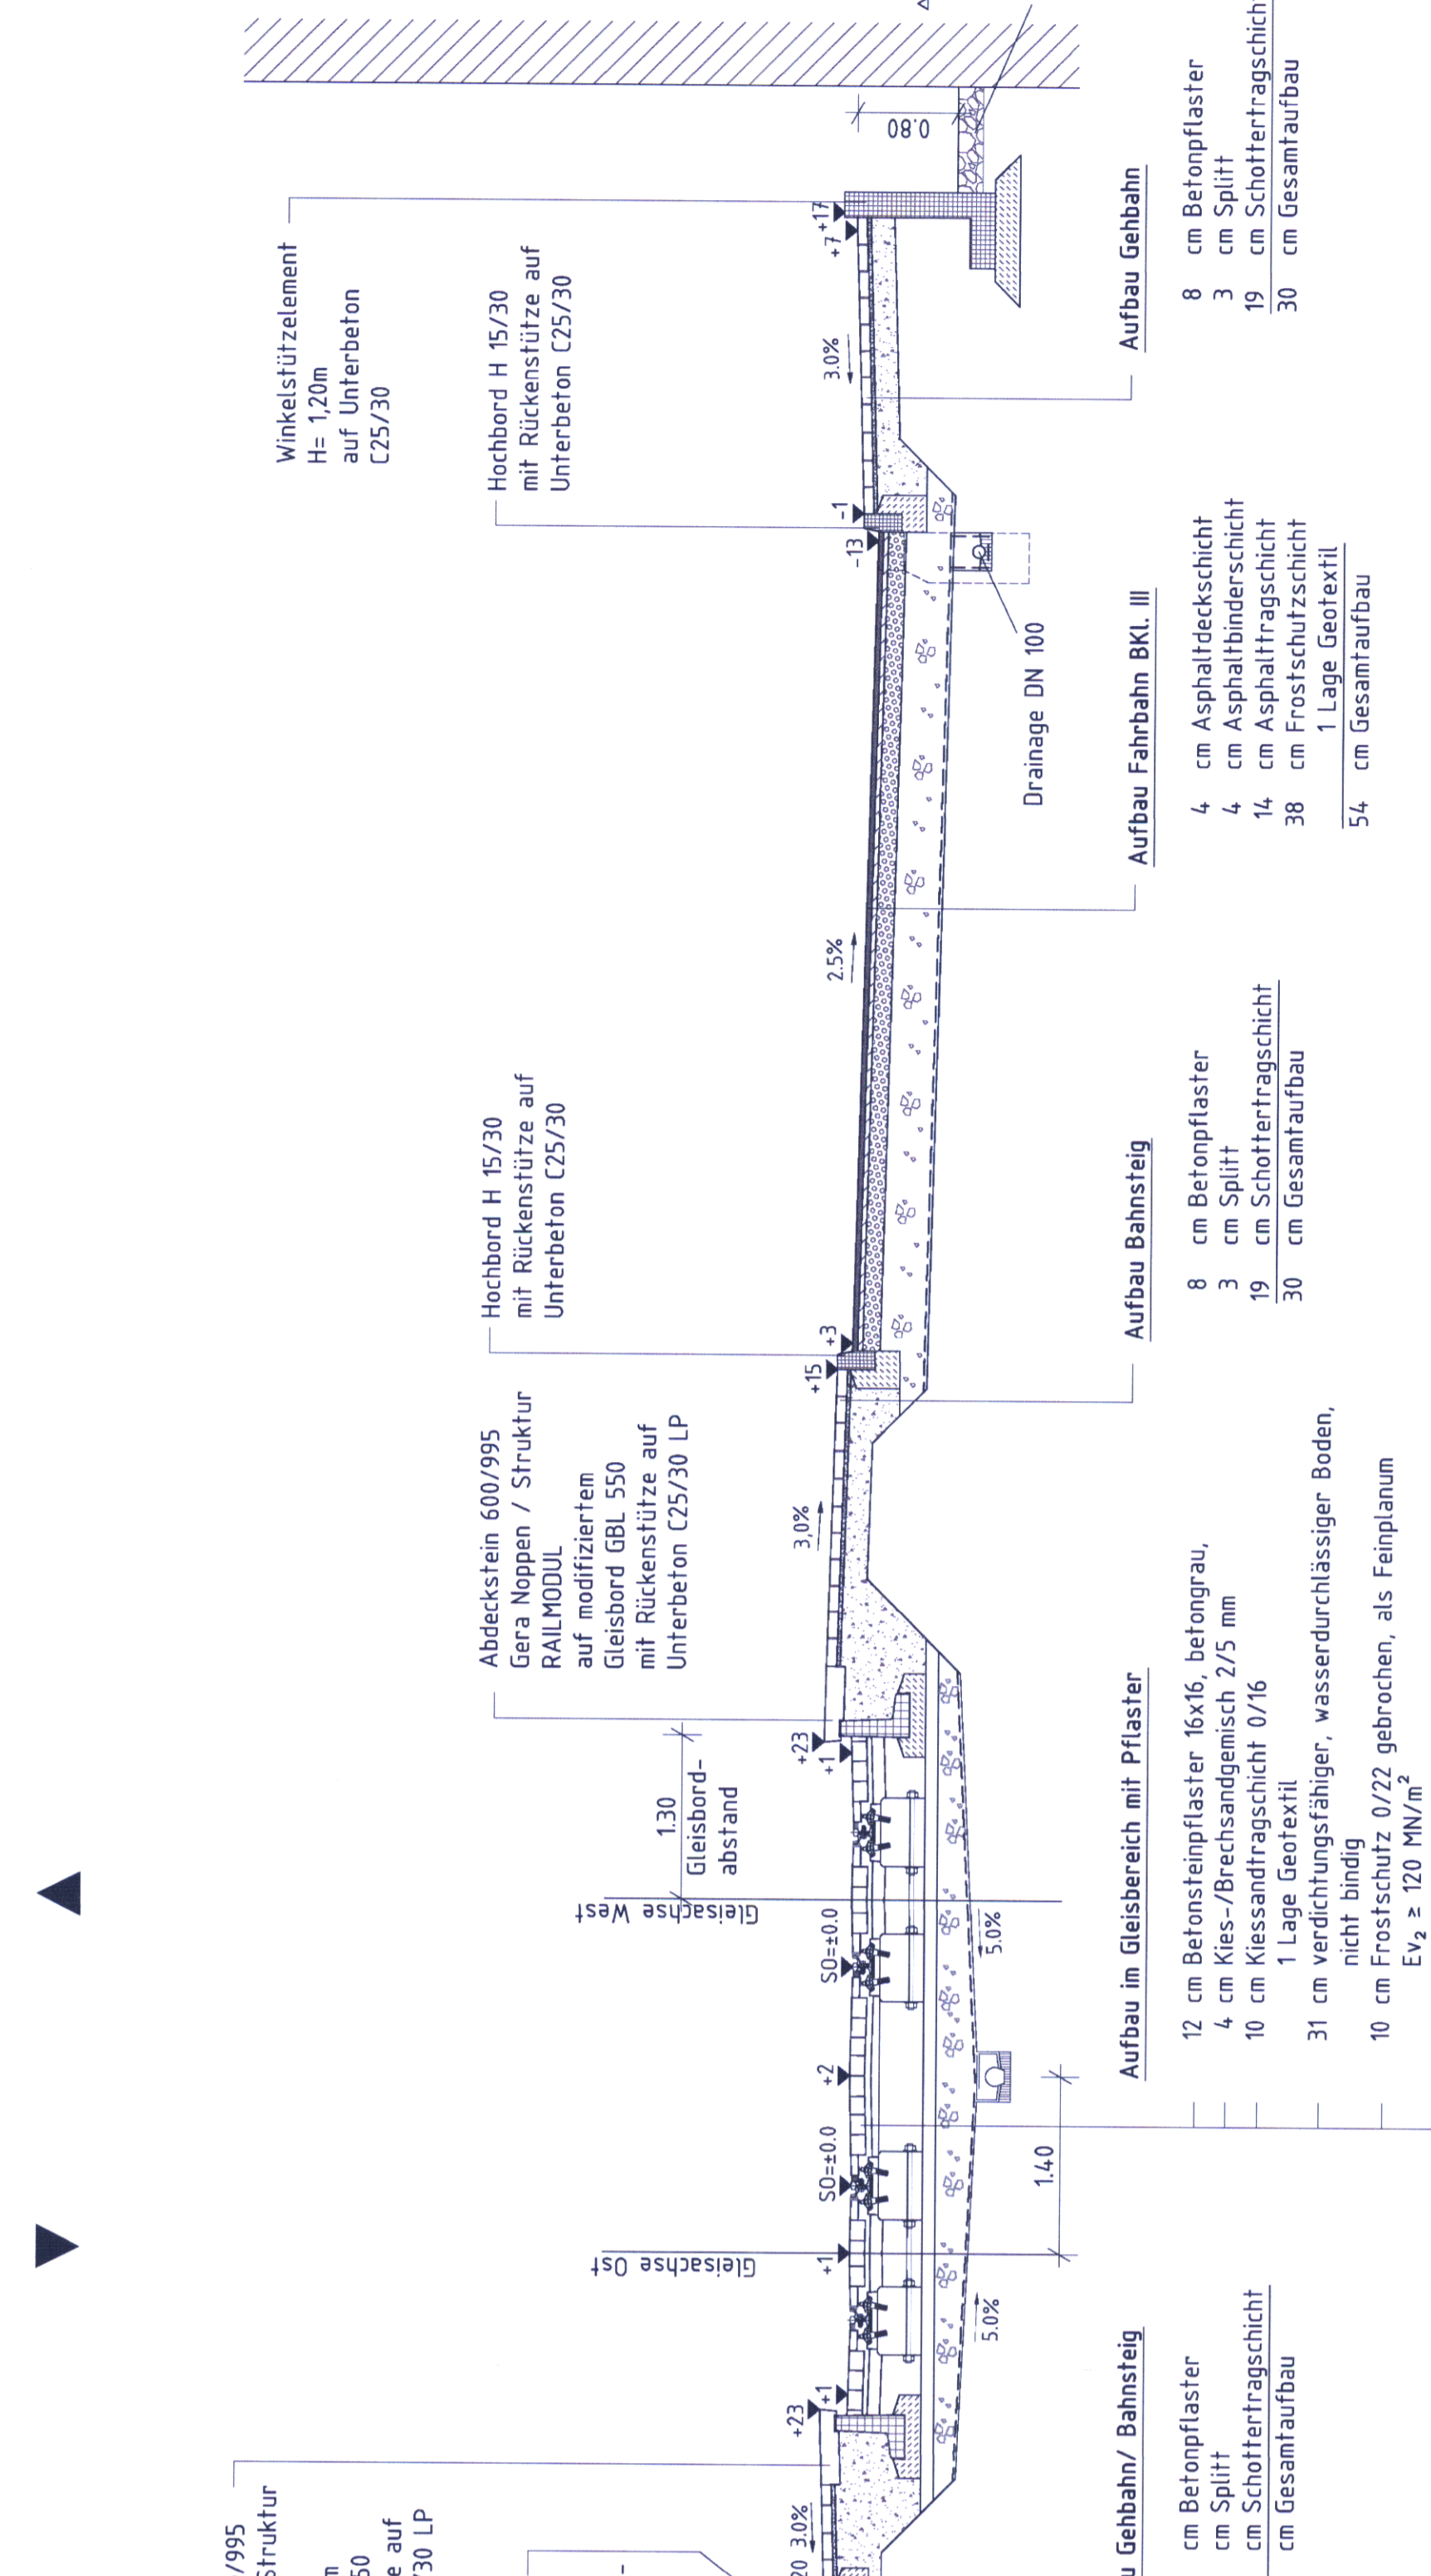 /995
Struktur
e auf
/30 LP
3.0%
+23
+1
+1
Gleisachse Ost
SO=±0.0
+2
SO=±0.0
Gleisachse West
1.30
Gleisbord-
abstand
+1
+23
5.0%
5.0%
1.40
Abdeckstein 600/995
Gera Noppen / Struktur
RAILMODUL
auf modifiziertem
Gleisbord GBL 550
mit Rückenstütze auf
Unterbeton C25/30 LP
3,0%
+15
+3
Hochbord H 15/30
mit Rückenstütze auf
Unterbeton C25/30
2.5%
Drainage DN 100
-13
-1
Hochbord H 15/30
mit Rückenstütze auf
Unterbeton C25/30
3.0%
+7
+17
Winkelstützelement
H= 1,20m
auf Unterbeton
C25/30
0.80
Gehbahn/ Bahnsteig
cm Betonpflaster
cm Splitt
cm Schottertragschicht
cm Gesamtaufbau
Aufbau im Gleisbereich mit Pflaster
12 cm Betonsteinpflaster 16x16, betongrau,
4 cm Kies-/Brechsandgemisch 2/5 mm
10 cm Kiessandtragschicht 0/16
1 Lage Geotextil
31 cm verdichtungsfähiger, wasserdurchlässiger Boden,
nicht bindig
10 cm Frostschutz 0/22 gebrochen, als Feinplanum
Ev₂ ≥ 120 MN/m²
Aufbau Bahnsteig
8 cm Betonpflaster
3 cm Splitt
19 cm Schottertragschicht
30 cm Gesamtaufbau
Aufbau Fahrbahn BKl. III
4 cm Asphaltdeckschicht
4 cm Asphaltbinderschicht
14 cm Asphalttragschicht
38 cm Frostschutzschicht
1 Lage Geotextil
54 cm Gesamtaufbau
Aufbau Gehbahn
8 cm Betonpflaster
3 cm Splitt
19 cm Schottertragschich
30 cm Gesamtaufbau